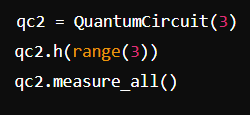 qc2 = QuantumCircuit(3)
qc2.h(range(3))
qc2.measure_all()